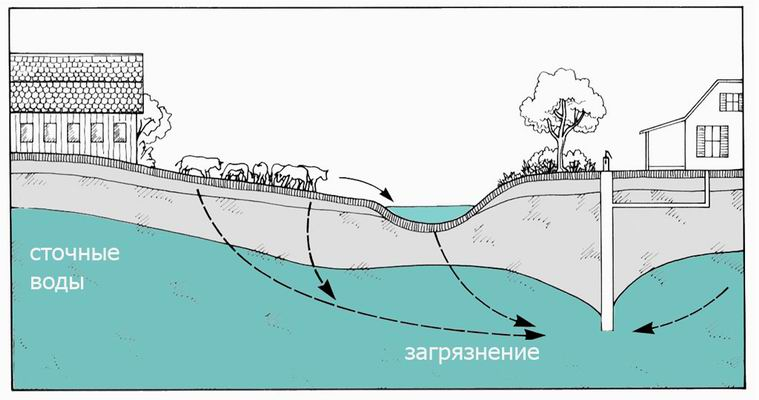 сточные
воды
загрязнение